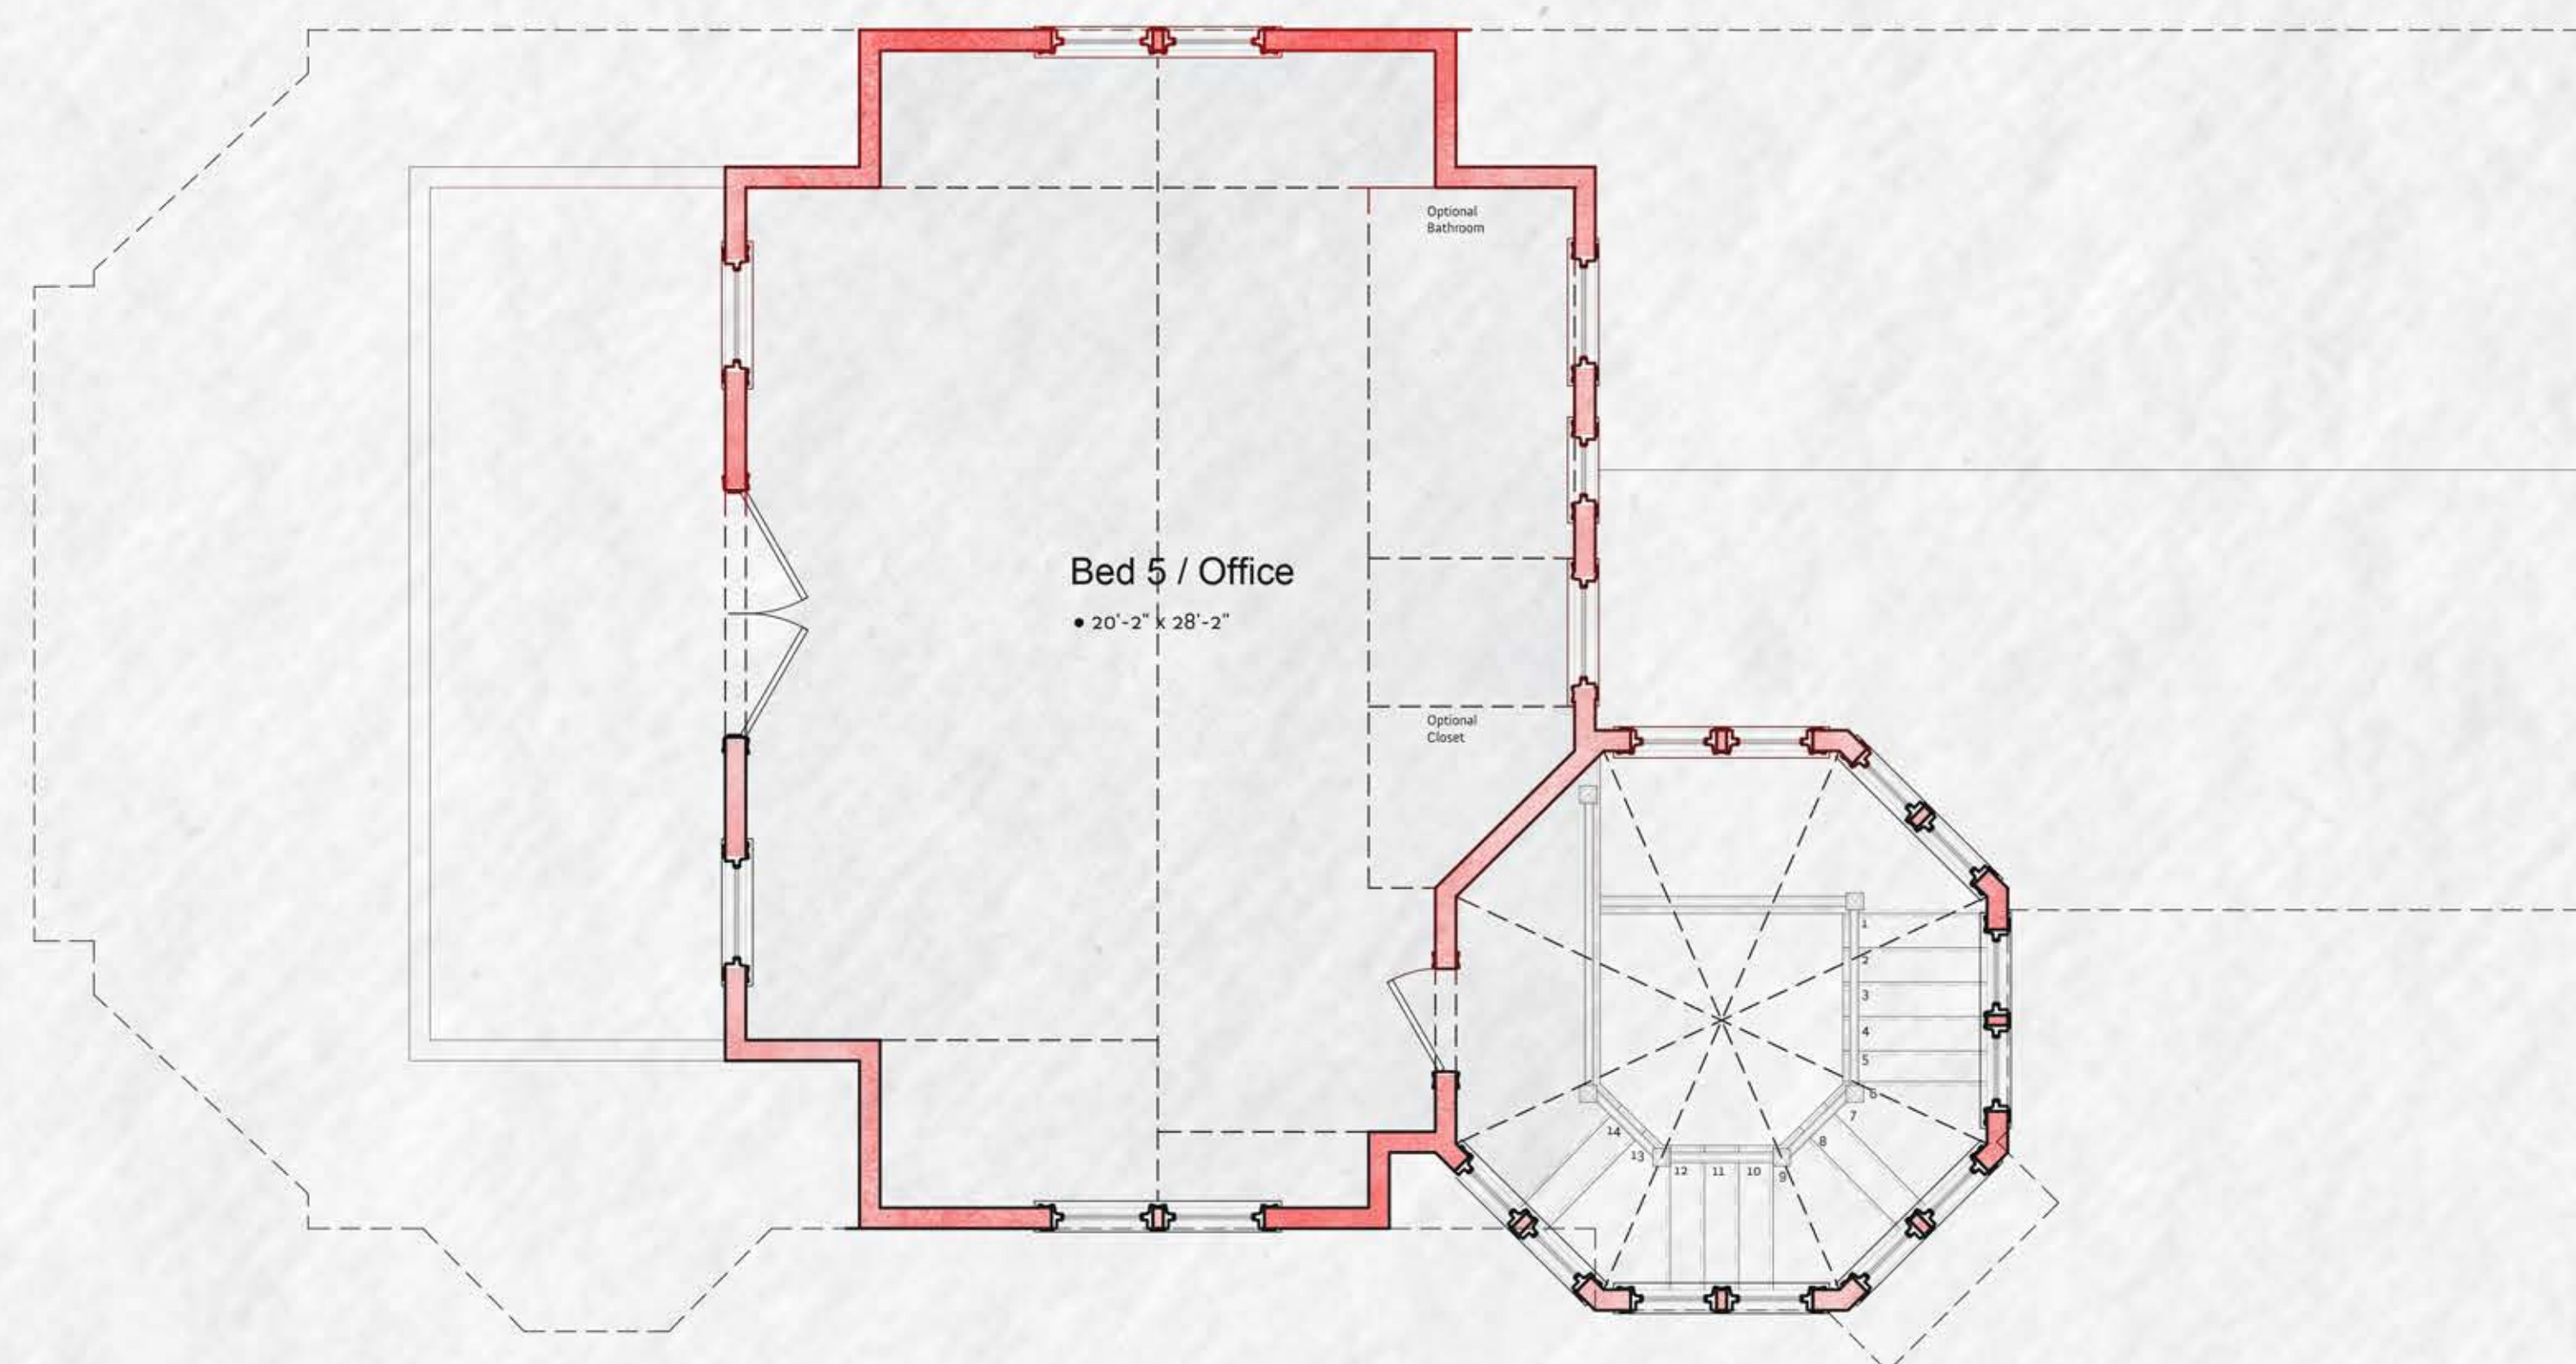 Optional
Bathroom
Bed 5 / Office
• 20'-2" x 28'-2"
Optional
Closet
1
2
3
4
5
6
7
8
9
10
11
12
13
14